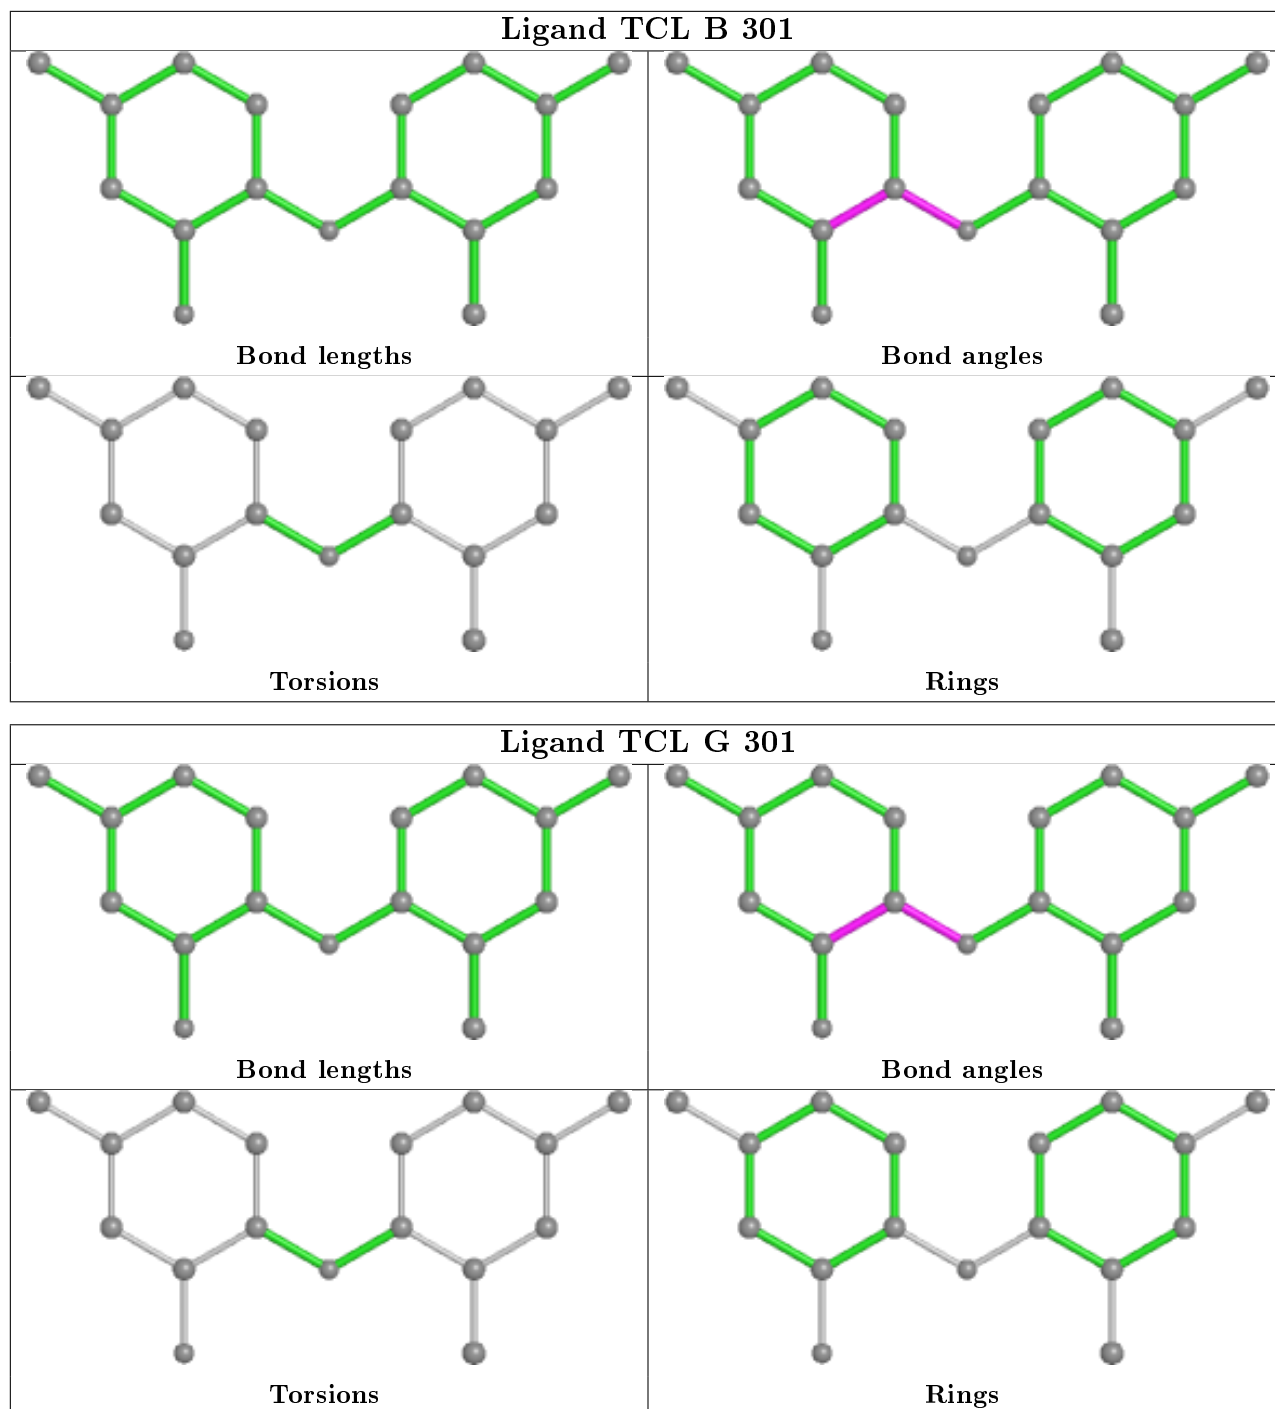 Ligand TCL B 301
Bond lengths
Bond angles
Torsions
Rings
Ligand TCL G 301
Bond lengths
Bond angles
Torsions
Rings